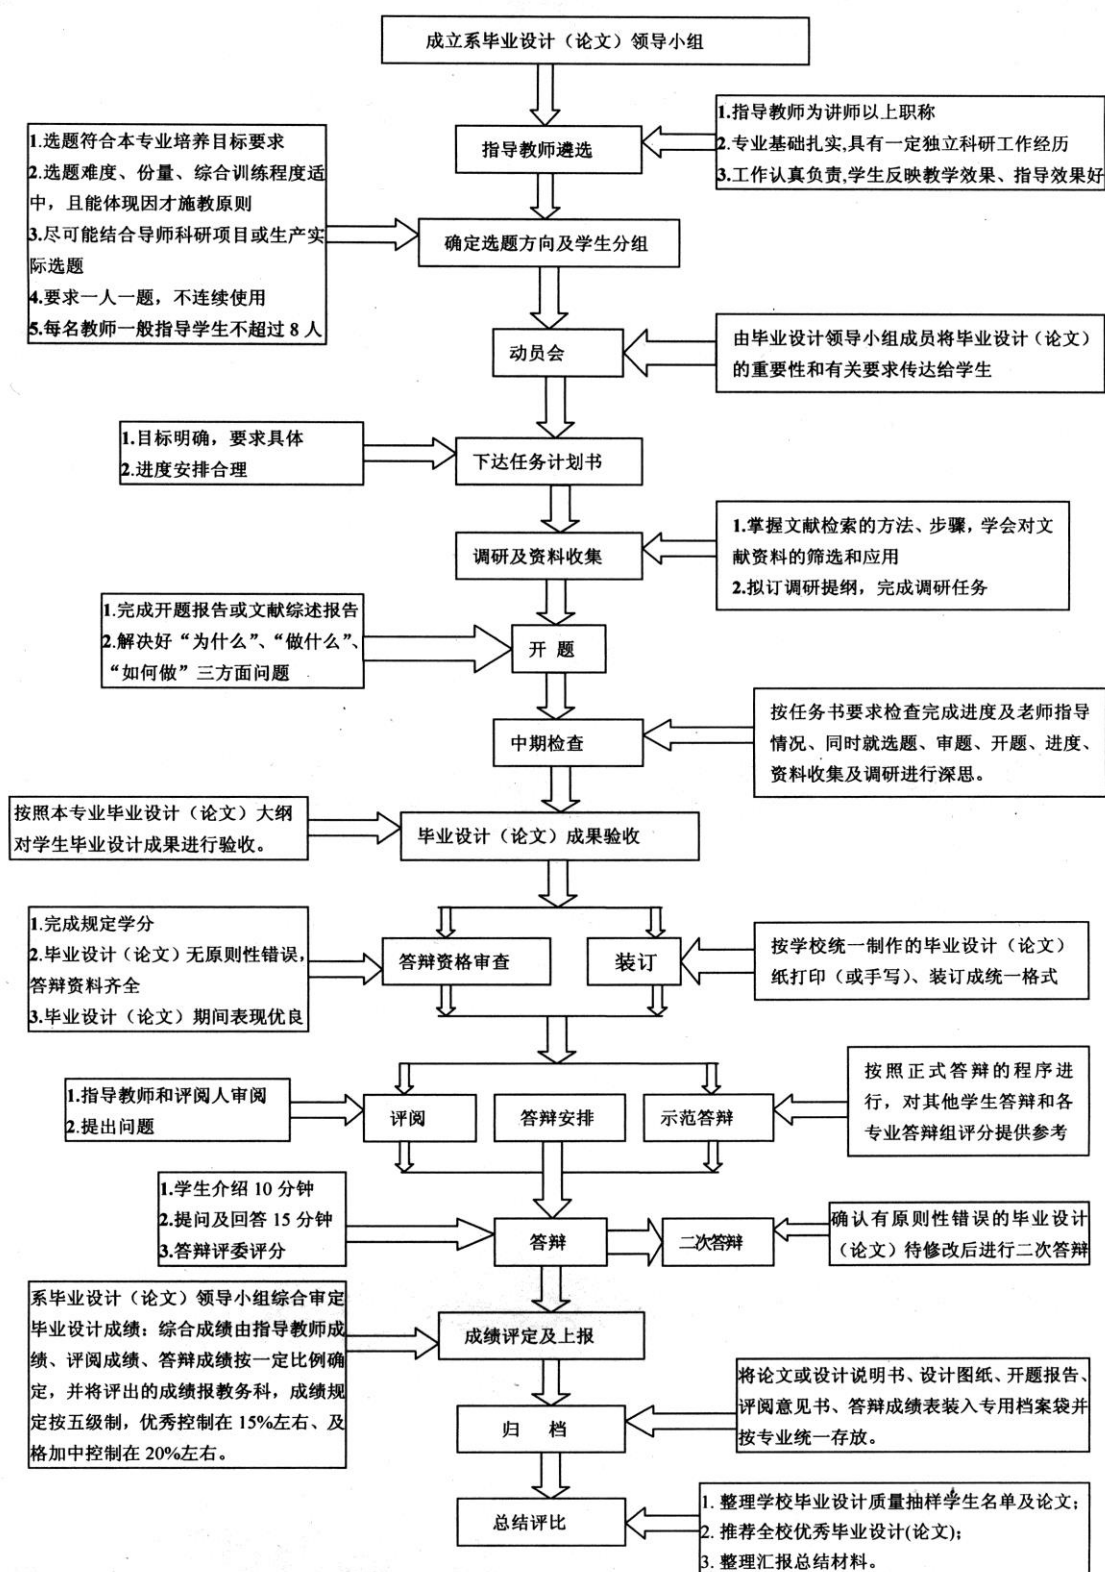 成立系毕业设计（论文）领导小组
指导教师遴选
1.指导教师为讲师以上职称
2.专业基础扎实,具有一定独立科研工作经历
3.工作认真负责,学生反映教学效果、指导效果好
1.选题符合本专业培养目标要求
2.选题难度、份量、综合训练程度适
中，且能体现因才施教原则
3.尽可能结合导师科研项目或生产实
际选题
4.要求一人一题，不连续使用
5.每名教师一般指导学生不超过 8 人
确定选题方向及学生分组
动员会
由毕业设计领导小组成员将毕业设计（论文）
的重要性和有关要求传达给学生
1.目标明确，要求具体
2.进度安排合理
下达任务计划书
调研及资料收集
1.掌握文献检索的方法、步骤，学会对文
献资料的筛选和应用
2.拟订调研提纲，完成调研任务
1.完成开题报告或文献综述报告
2.解决好“为什么”、“做什么”、
“如何做”三方面问题
开 题
中期检查
按任务书要求检查完成进度及老师指导
情况、同时就选题、审题、开题、进度、
资料收集及调研进行深思。
按照本专业毕业设计（论文）大纲
对学生毕业设计成果进行验收。
毕业设计（论文）成果验收
1.完成规定学分
2.毕业设计（论文）无原则性错误，
答辩资料齐全
3.毕业设计（论文）期间表现优良
答辩资格审查
装订
按学校统一制作的毕业设计（论文）
纸打印（或手写）、装订成统一格式
1.指导教师和评阅人审阅
2.提出问题
评阅
答辩安排
示范答辩
按照正式答辩的程序进
行，对其他学生答辩和各
专业答辩组评分提供参考
1.学生介绍 10 分钟
2.提问及回答 15 分钟
3.答辩评委评分
答辩
二次答辩
确认有原则性错误的毕业设计
（论文）待修改后进行二次答辩
系毕业设计（论文）领导小组综合审定
毕业设计成绩：综合成绩由指导教师成
绩、评阅成绩、答辩成绩按一定比例确
定，并将评出的成绩报教务科，成绩规
定按五级制，优秀控制在 15%左右、及
格加中控制在 20%左右。
成绩评定及上报
归 档
将论文或设计说明书、设计图纸、开题报告、
评阅意见书、答辩成绩表装入专用档案袋并
按专业统一存放。
总结评比
1. 整理学校毕业设计质量抽样学生名单及论文；
2. 推荐全校优秀毕业设计(论文)；
3. 整理汇报总结材料。